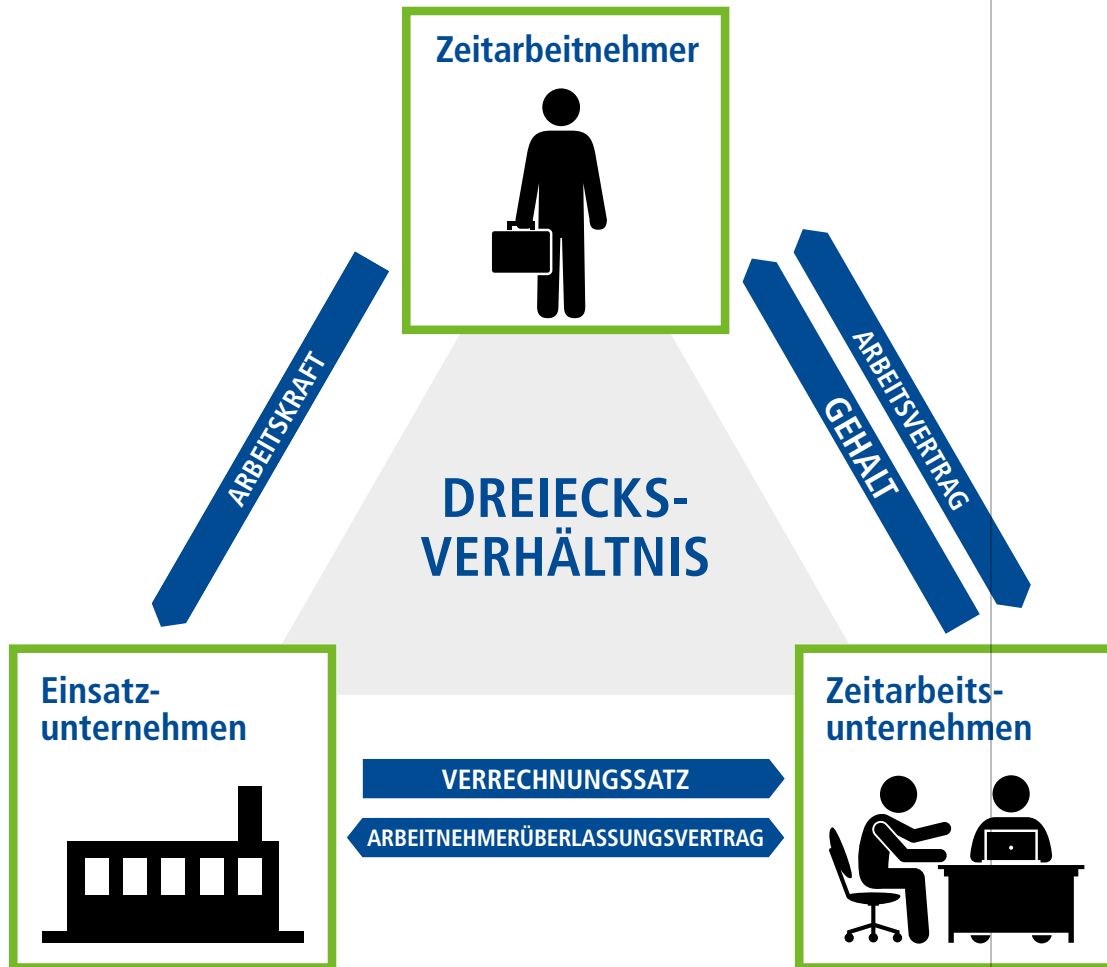 Zeitarbeitnehmer
ARBEITSKRAFT
GEHALT
ARBEITSVERTRAG
DREIECKS-
VERHÄLTNIS
Einsatz-
unternehmen
Zeitarbeits-
unternehmen
VERRECHNUNGSSATZ
ARBEITNEHMERÜBERLASSUNGSVERTRAG